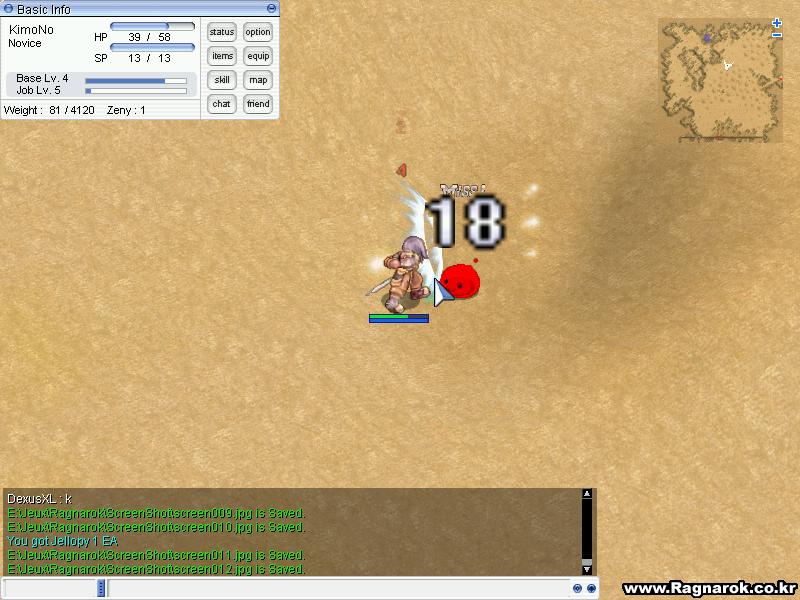 Basic Info
KimoNo
Novice
HP 39 / 58
SP 13 / 13
Base Lv. 4
Job Lv. 5
Weight : 81 / 4120 Zeny : 1
status option
items equip
skill map
chat friend
4
Miss!
18
DexusXL : k
E:\Jeux\Ragnarok\ScreenShot\screen009.jpg is Saved.
E:\Jeux\Ragnarok\ScreenShot\screen010.jpg is Saved.
You got Jellopy 1 EA
E:\Jeux\Ragnarok\ScreenShot\screen011.jpg is Saved.
E:\Jeux\Ragnarok\ScreenShot\screen012.jpg is Saved.
www.Ragnarok.co.kr